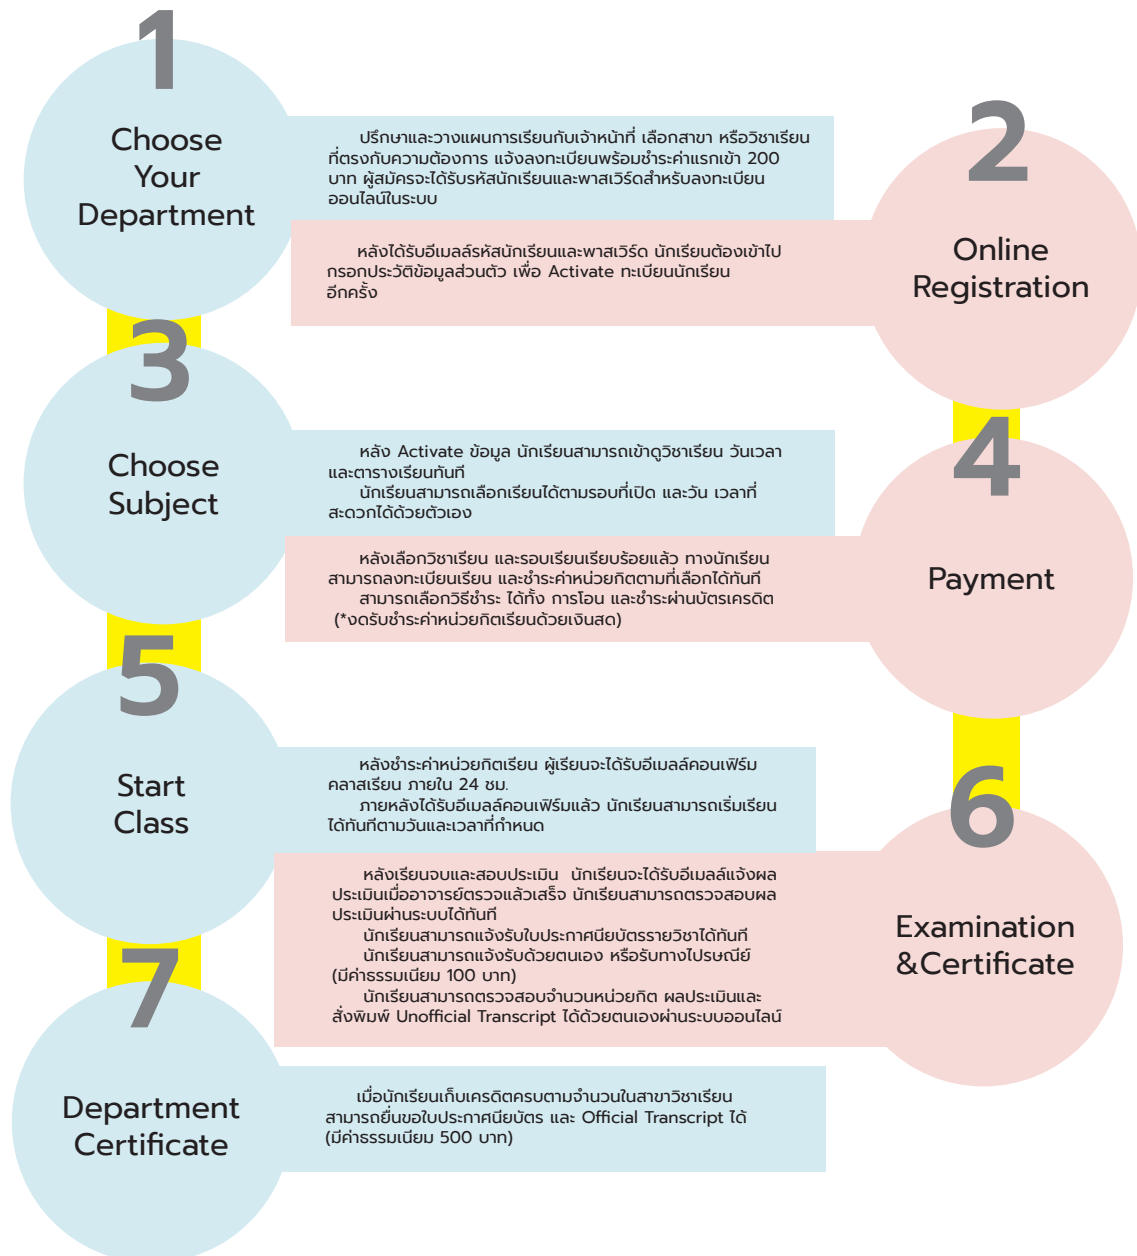 1
Choose
Your
Department
ปรึกษาและวางแผนการเรียนกับเจ้าหน้าที่ เลือกสาขา หรือวิชาเรียน
ที่ตรงกับความต้องการ แจ้งลงทะเบียนพร้อมชำระค่าแรกเข้า 200
บาท ผู้สมัครจะได้รับรหัสนักเรียนและพาสเวิร์ดสำหรับลงทะเบียน
ออนไลน์ในระบบ
2
Online
Registration
หลังได้รับอีเมลล์รหัสนักเรียนและพาสเวิร์ด นักเรียนต้องเข้าไป
กรอกประวัติข้อมูลส่วนตัว เพื่อ Activate ทะเบียนนักเรียน
อีกครั้ง
3
Choose
Subject
หลัง Activate ข้อมูล นักเรียนสามารถเข้าดูวิชาเรียน วันเวลา
และตารางเรียนทันที
นักเรียนสามารถเลือกเรียนได้ตามรอบที่เปิด และวัน เวลาที่
สะดวกได้ด้วยตัวเอง
4
Payment
หลังเลือกวิชาเรียน และรอบเรียนเรียบร้อยแล้ว ทางนักเรียน
สามารถลงทะเบียนเรียน และชำระค่าหน่วยกิตตามที่เลือกได้ทันที
สามารถเลือกวิธีชำระ ได้ทั้ง การโอน และชำระผ่านบัตรเครดิต
(*งดรับชำระค่าหน่วยกิตเรียนด้วยเงินสด)
5
Start
Class
หลังชำระค่าหน่วยกิตเรียน ผู้เรียนจะได้รับอีเมลล์คอนเฟิร์ม
คลาสเรียน ภายใน 24 ชม.
ภายหลังได้รับอีเมลล์คอนเฟิร์มแล้ว นักเรียนสามารถเริ่มเรียน
ได้ทันทีตามวันและเวลาที่กำหนด
6
Examination
&Certificate
หลังเรียนจบและสอบประเมิน นักเรียนจะได้รับอีเมลล์แจ้งผล
ประเมินเมื่ออาจารย์ตรวจแล้วเสร็จ นักเรียนสามารถตรวจสอบผล
ประเมินผ่านระบบได้ทันที
นักเรียนสามารถแจ้งรับใบประกาศนียบัตรรายวิชาได้ทันที
นักเรียนสามารถแจ้งรับด้วยตนเอง หรือรับทางไปรษณีย์
(มีค่าธรรมเนียม 100 บาท)
นักเรียนสามารถตรวจสอบจำนวนหน่วยกิต ผลประเมินและ
สั่งพิมพ์ Unofficial Transcript ได้ด้วยตนเองผ่านระบบออนไลน์
7
Department
Certificate
เมื่อนักเรียนเก็บเครดิตครบตามจำนวนในสาขาวิชาเรียน
สามารถยื่นขอใบประกาศนียบัตร และ Official Transcript ได้
(มีค่าธรรมเนียม 500 บาท)